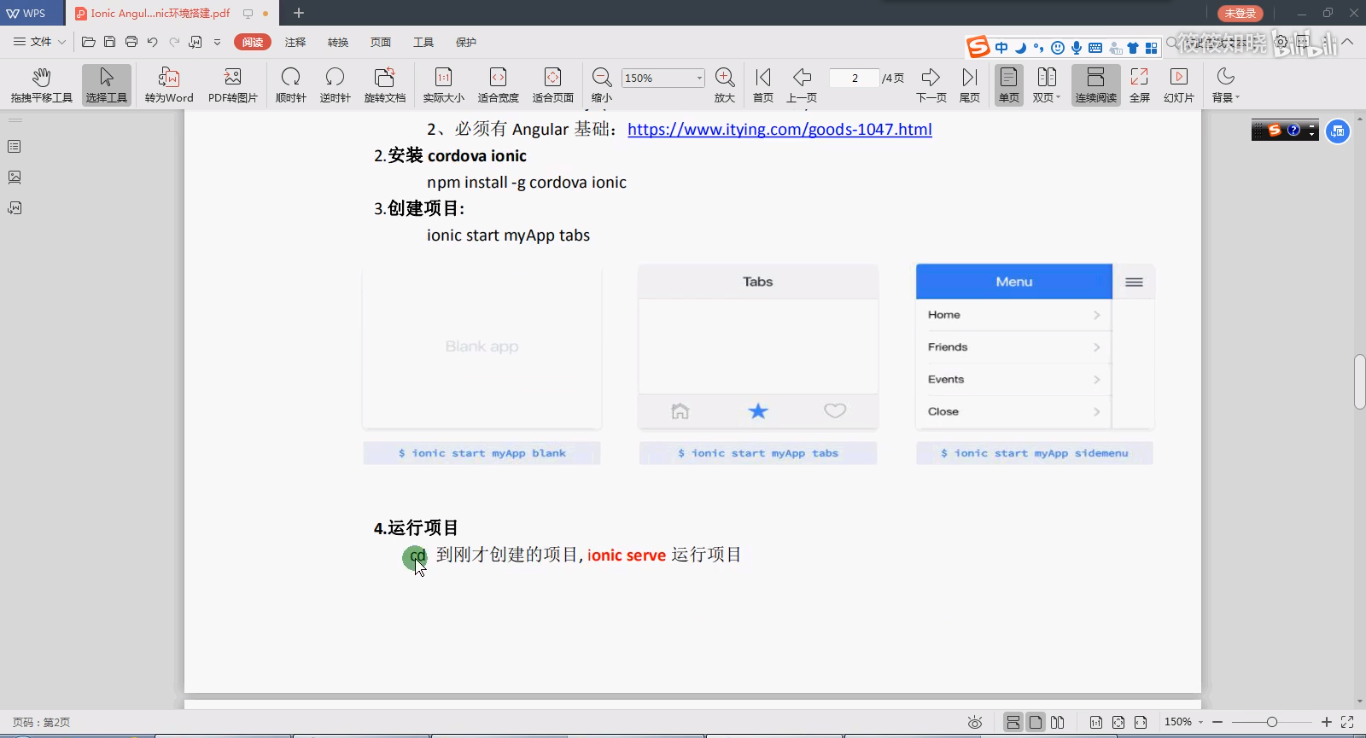 WPS
Ionic Angul...nic环境搭建.pdf
未登录
文件
阅读
注释
转换
页面
工具
保护
中
bilibili
拖拽平移工具
选择工具
转为Word
PDF转图片
顺时针
逆时针
旋转文档
实际大小
适合宽度
适合页面
缩小
150%
放大
首页
上一页
2
/4页
下一页
尾页
单页
双页
连续阅读
全屏
幻灯片
背景
2、必须有 Angular 基础：https://www.itying.com/goods-1047.html
2.安装 cordova ionic
npm install -g cordova ionic
3.创建项目:
ionic start myApp tabs
Blank app
Tabs
Menu
Home
Friends
Events
Close
$ ionic start myApp blank
$ ionic start myApp tabs
$ ionic start myApp sidemenu
4.运行项目
cd 到刚才创建的项目, ionic serve 运行项目
页码：第2页
150%